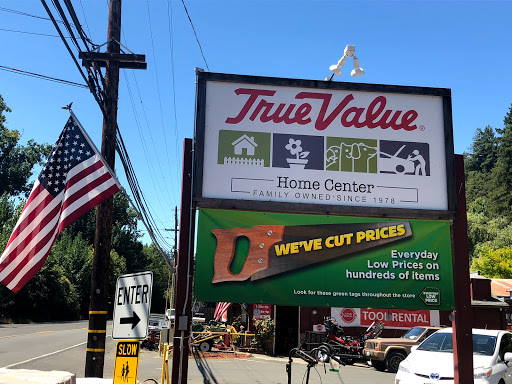 True Value®
Home Center
FAMILY OWNED SINCE 1978
WE'VE CUT PRICES
Everyday
Low Prices on
hundreds of items
Look for these green tags throughout the store
ENTER
SLOW
TOOL RENTAL